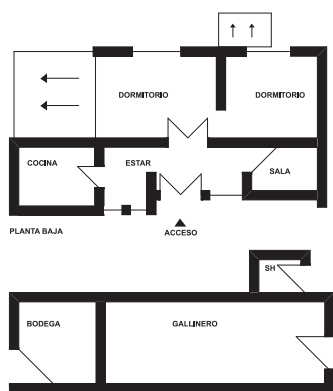 DORMITORIO
DORMITORIO
COCINA
ESTAR
SALA
PLANTA BAJA
ACCESO
SH
BODEGA
GALLINERO